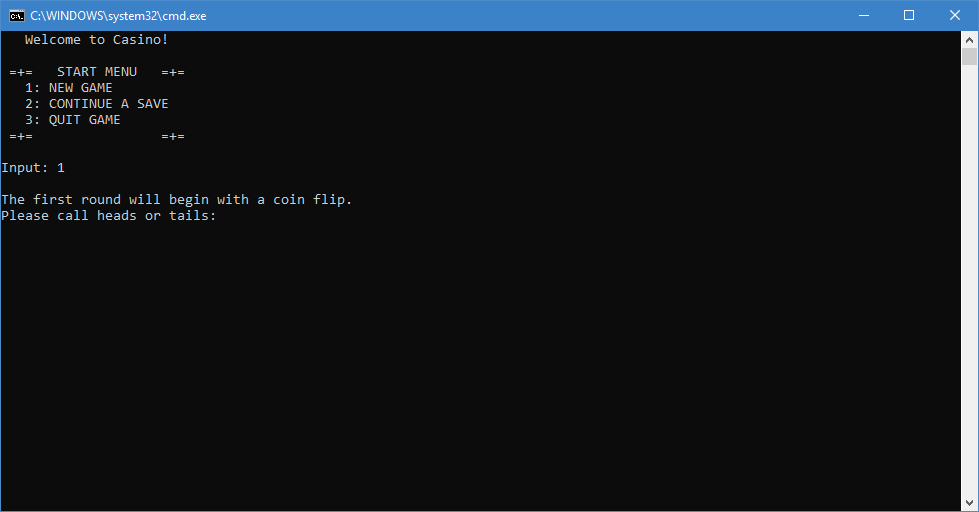 C:\WINDOWS\system32\cmd.exe
Welcome to Casino!
=+=   START MENU   =+=
1: NEW GAME
2: CONTINUE A SAVE
3: QUIT GAME
=+=                =+=
Input: 1
The first round will begin with a coin flip.
Please call heads or tails: